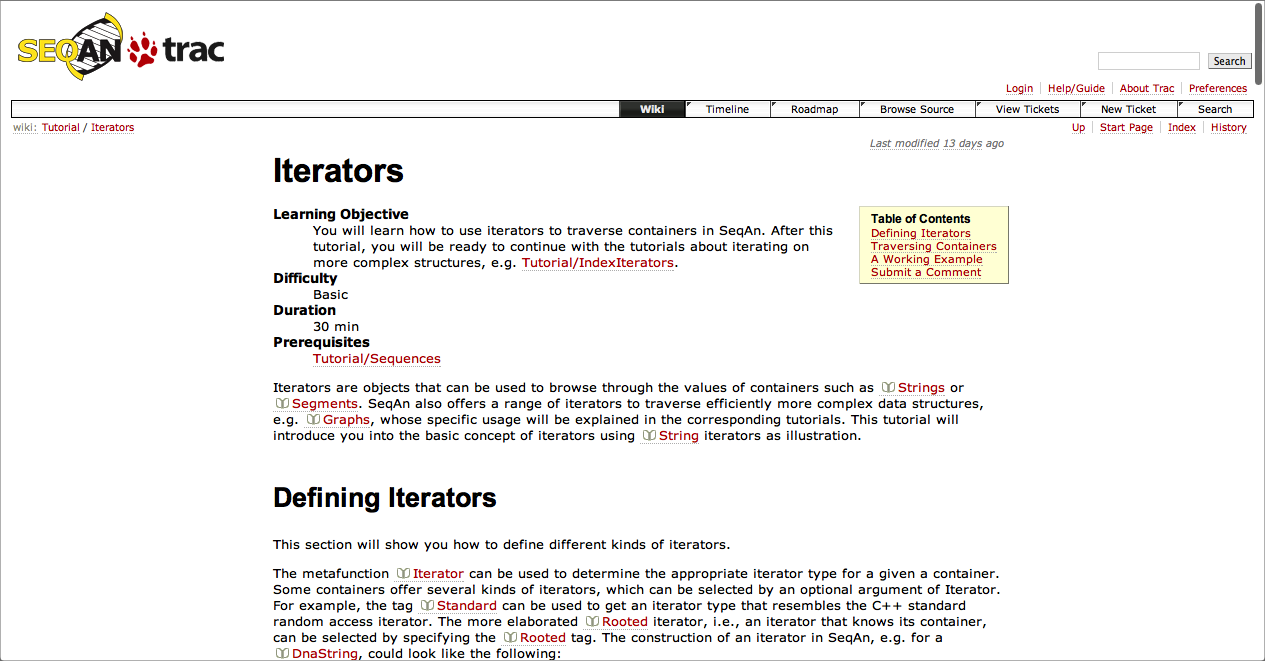 SEQAN trac
Search
Login Help/Guide About Trac Preferences
Wiki Timeline Roadmap Browse Source View Tickets New Ticket Search
wiki: Tutorial / Iterators
Up Start Page Index History
Last modified 13 days ago
Iterators
Learning Objective
You will learn how to use iterators to traverse containers in SeqAn. After this
tutorial, you will be ready to continue with the tutorials about iterating on
more complex structures, e.g. Tutorial/IndexIterators.
Difficulty
Basic
Duration
30 min
Prerequisites
Tutorial/Sequences
Table of Contents
Defining Iterators
Traversing Containers
A Working Example
Submit a Comment
Iterators are objects that can be used to browse through the values of containers such as Strings or
Segments. SeqAn also offers a range of iterators to traverse efficiently more complex data structures,
e.g. Graphs, whose specific usage will be explained in the corresponding tutorials. This tutorial will
introduce you into the basic concept of iterators using String iterators as illustration.
Defining Iterators
This section will show you how to define different kinds of iterators.
The metafunction Iterator can be used to determine the appropriate iterator type for a given a container.
Some containers offer several kinds of iterators, which can be selected by an optional argument of Iterator.
For example, the tag Standard can be used to get an iterator type that resembles the C++ standard
random access iterator. The more elaborated Rooted iterator, i.e., an iterator that knows its container,
can be selected by specifying the Rooted tag. The construction of an iterator in SeqAn, e.g. for a
DnaString, could look like the following: